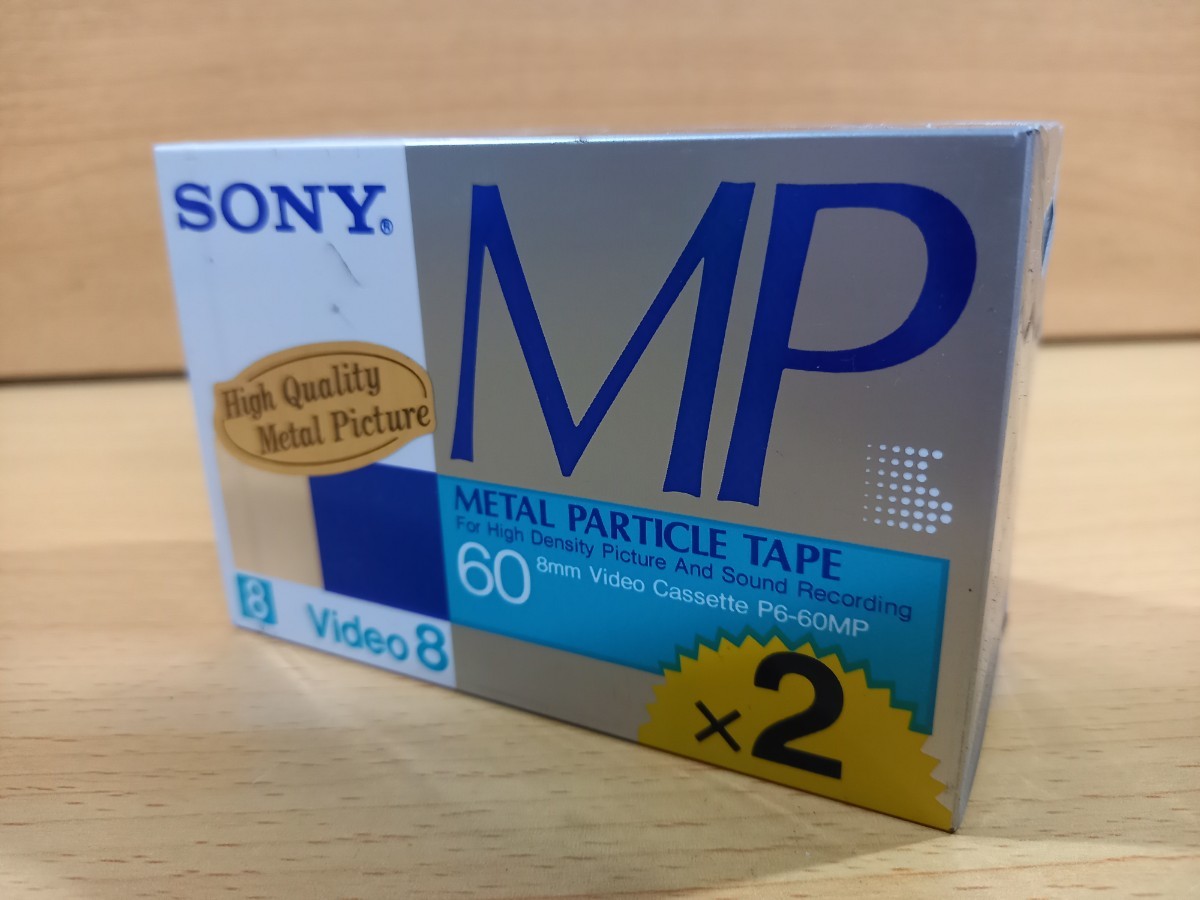 SONY®
MP
High Quality
Metal Picture
METAL PARTICLE TAPE
For High Density Picture And Sound Recording
60 8mm Video Cassette P6-60MP
8 Video 8
×2